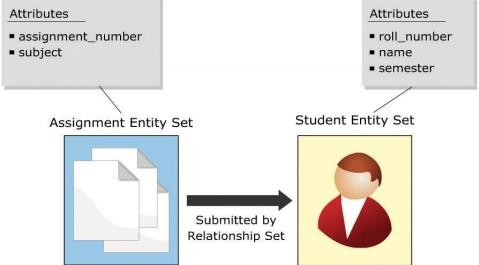 Attributes
▪ assignment_number
▪ subject
Attributes
▪ roll_number
▪ name
▪ semester
Assignment Entity Set
Student Entity Set
Submitted by
Relationship Set